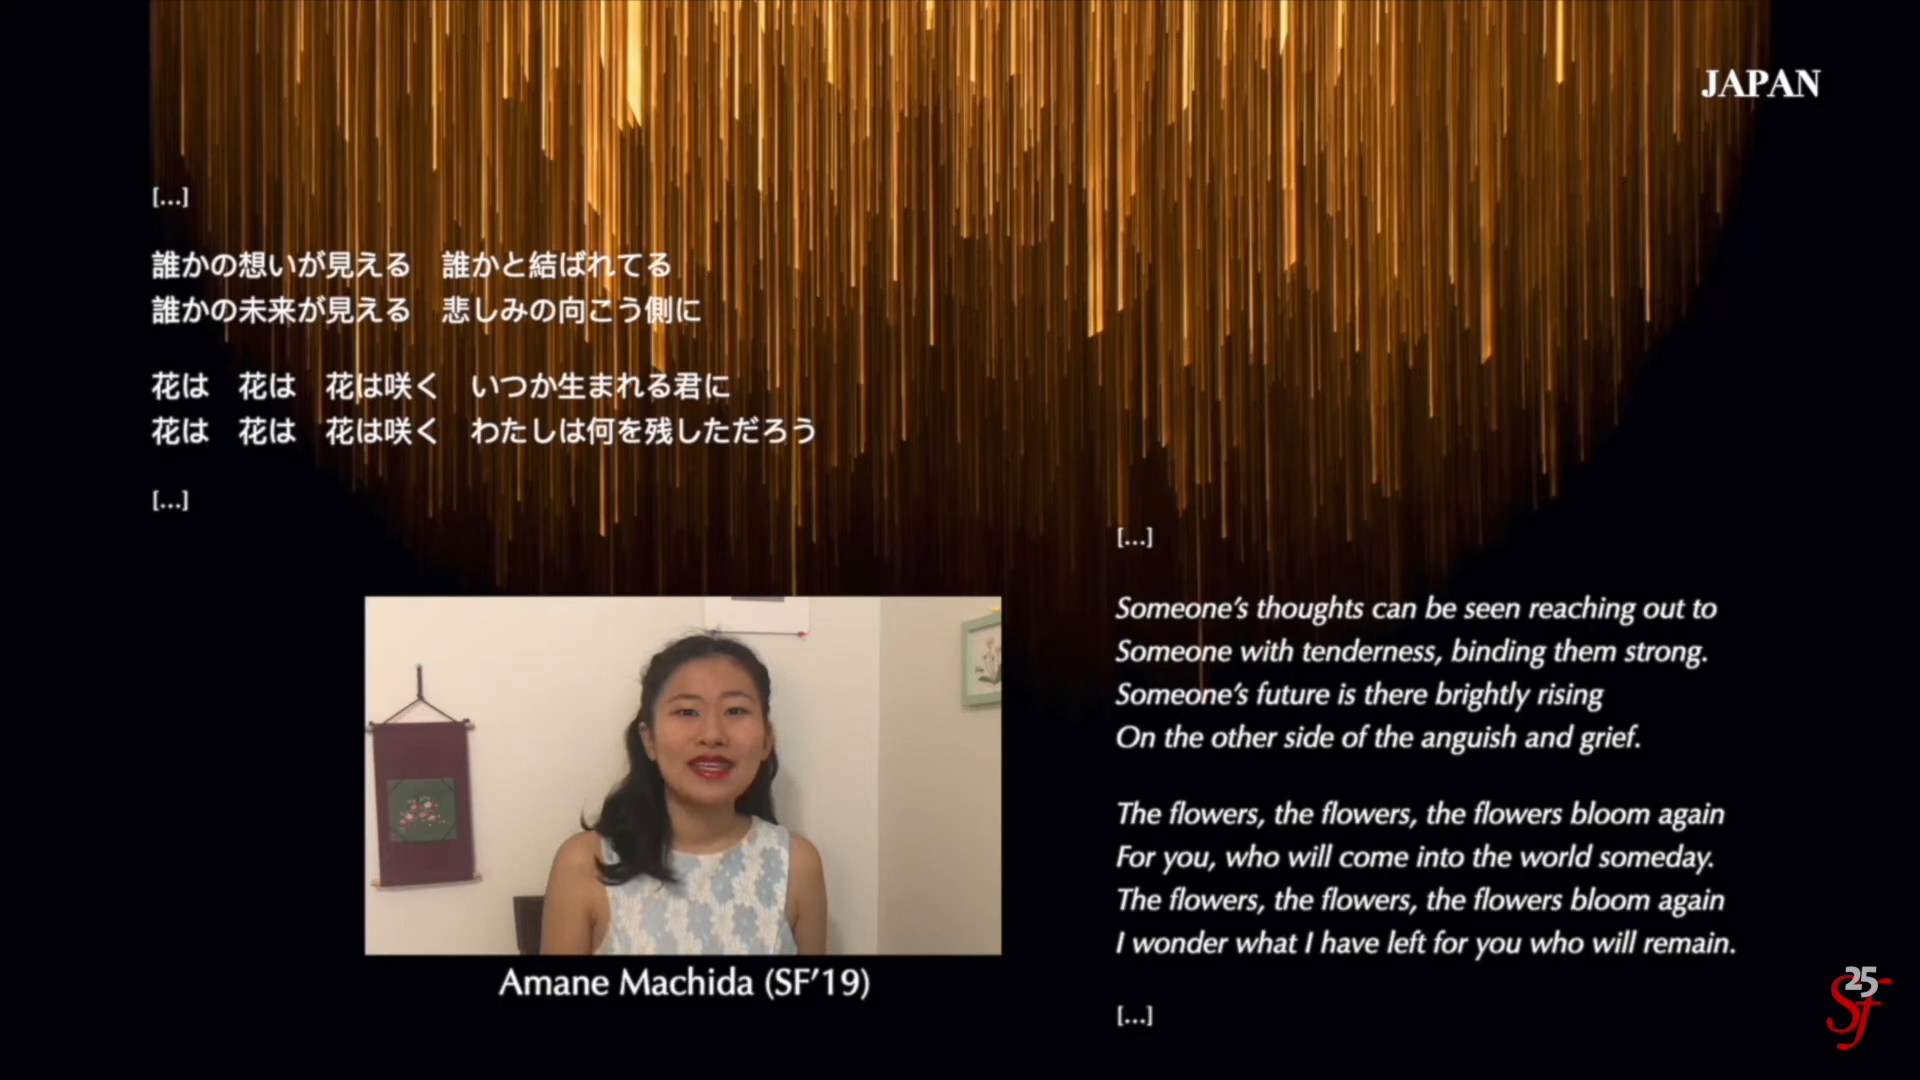 JAPAN
[...]
誰かの想いが見える　誰かと結ばれてる
誰かの未来が見える　悲しみの向こう側に
花は　花は　花は咲く　いつか生まれる君に
花は　花は　花は咲く　わたしは何を残しただろう
[...]
Amane Machida (SF’19)
[...]
Someone’s thoughts can be seen reaching out to
Someone with tenderness, binding them strong.
Someone’s future is there brightly rising
On the other side of the anguish and grief.
The flowers, the flowers, the flowers bloom again
For you, who will come into the world someday.
The flowers, the flowers, the flowers bloom again
I wonder what I have left for you who will remain.
[...]
Sf 25